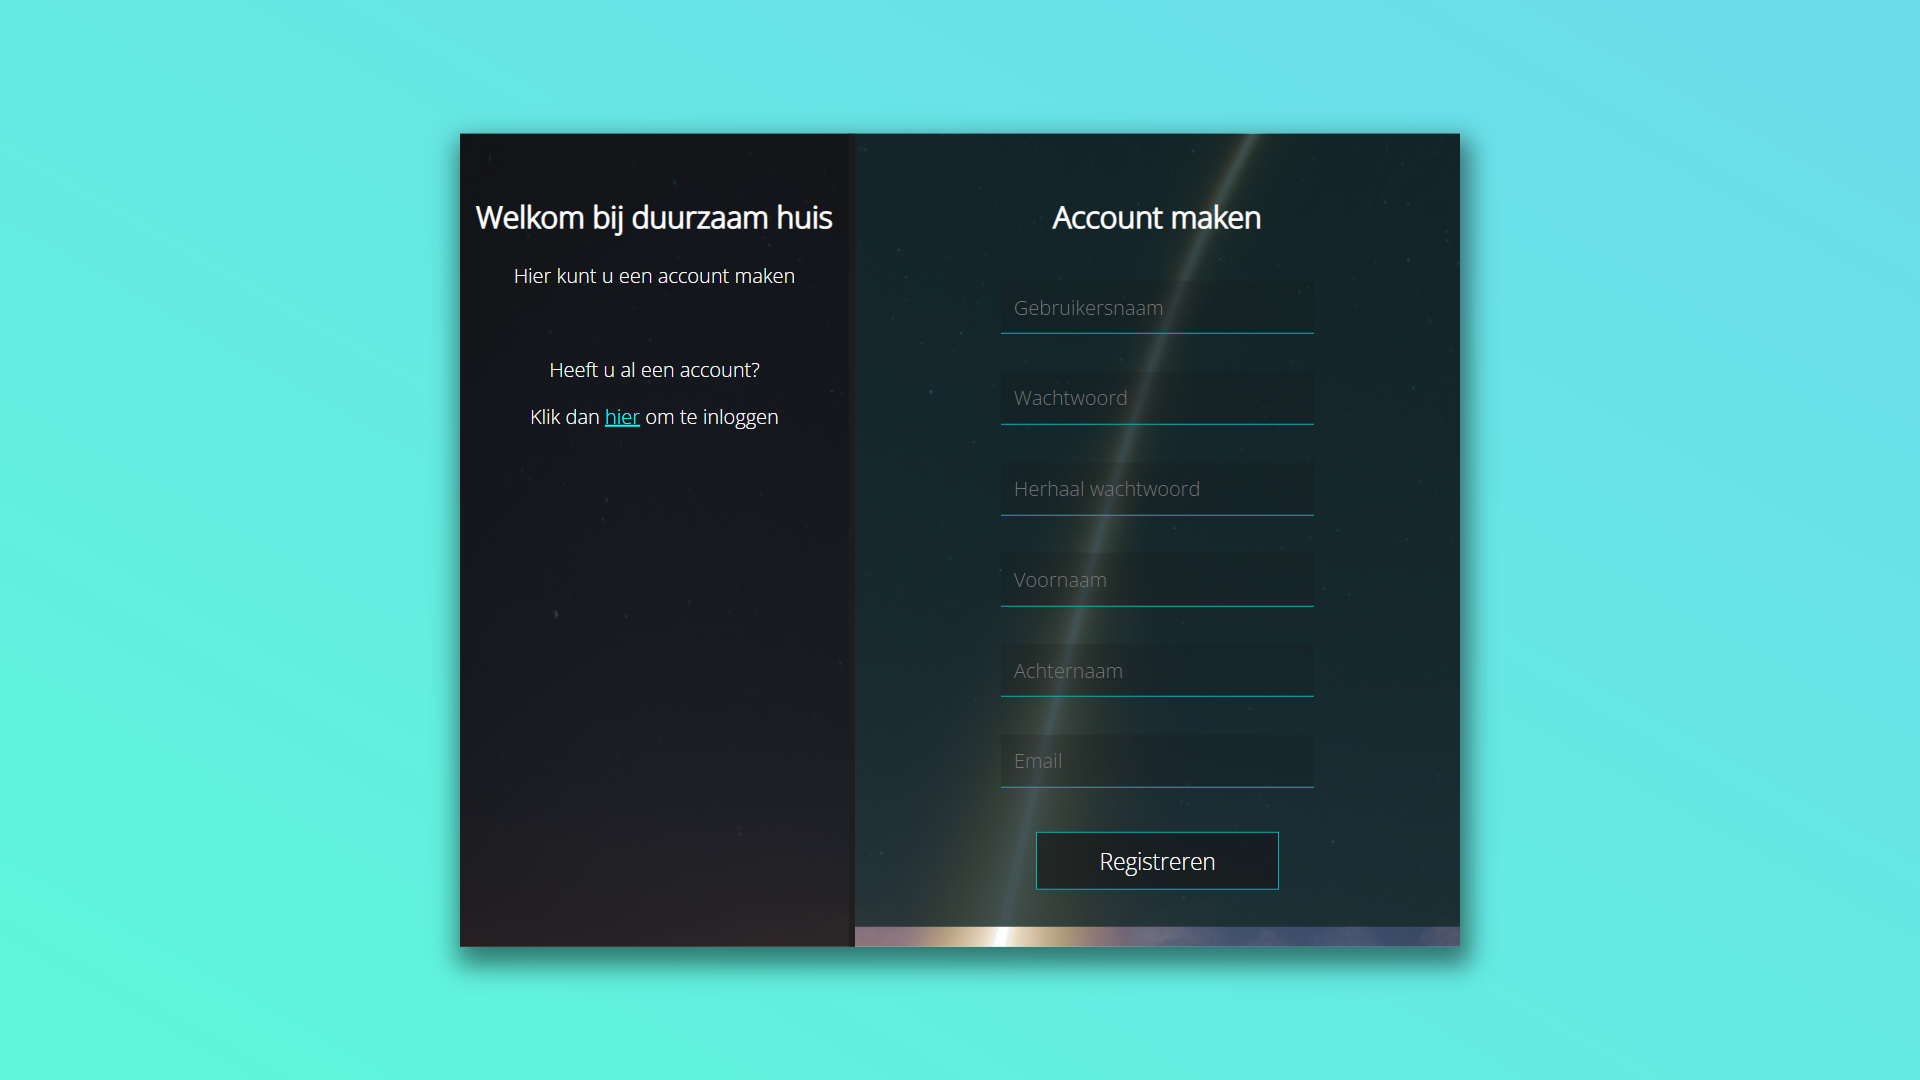 Welkom bij duurzaam huis
Hier kunt u een account maken
Heeft u al een account?
Klik dan hier om te inloggen
Account maken
Gebruikersnaam
Wachtwoord
Herhaal wachtwoord
Voornaam
Achternaam
Email
Registreren